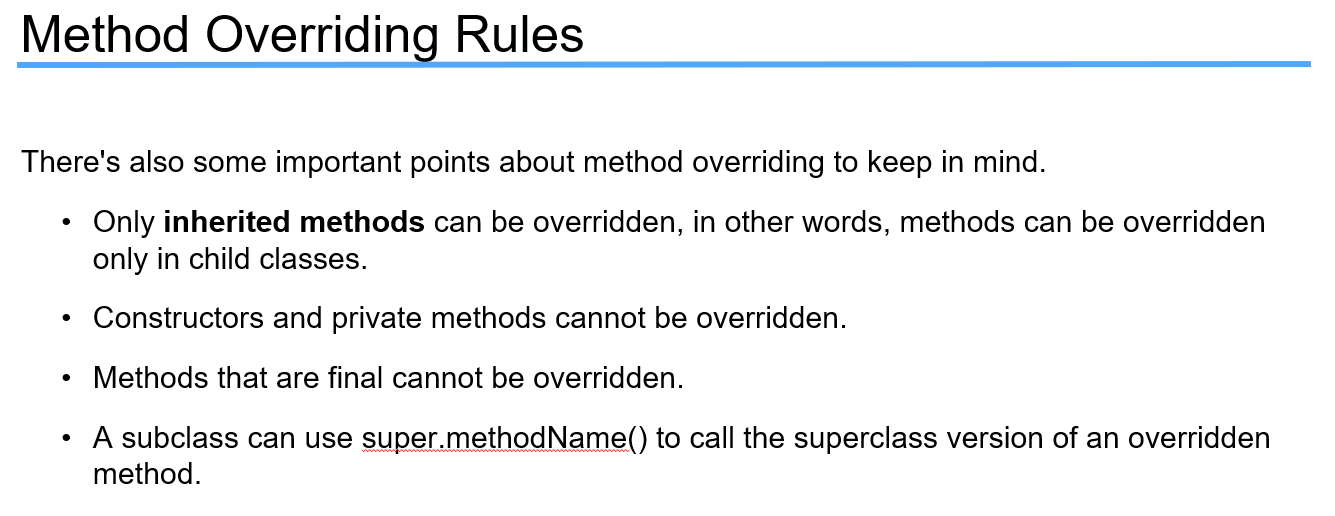 Method Overriding Rules
There's also some important points about method overriding to keep in mind.
• Only inherited methods can be overridden, in other words, methods can be overridden
only in child classes.
• Constructors and private methods cannot be overridden.
• Methods that are final cannot be overridden.
• A subclass can use super.methodName() to call the superclass version of an overridden
method.